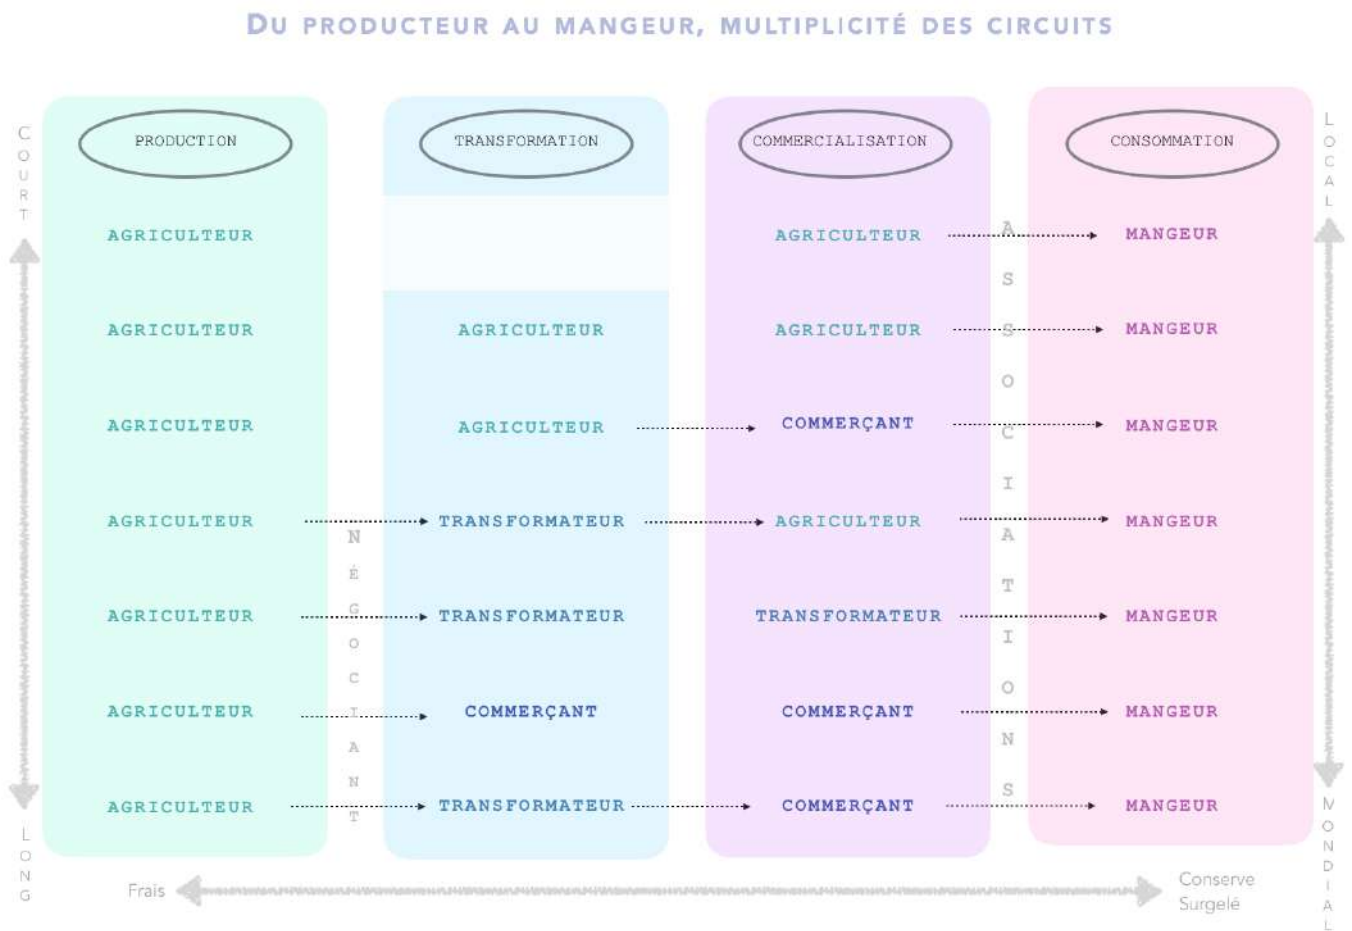 DU PRODUCTEUR AU MANGEUR, MULTIPLICITÉ DES CIRCUITS
PRODUCTION TRANSFORMATION COMMERCIALISATION CONSOMMATION
COURT
LOCAL
AGRICULTEUR AGRICULTEUR MANGEUR
AGRICULTEUR AGRICULTEUR AGRICULTEUR MANGEUR
AGRICULTEUR AGRICULTEUR COMMERÇANT MANGEUR
AGRICULTEUR TRANSFORMATEUR AGRICULTEUR MANGEUR
AGRICULTEUR TRANSFORMATEUR TRANSFORMATEUR MANGEUR
AGRICULTEUR COMMERÇANT COMMERÇANT MANGEUR
AGRICULTEUR TRANSFORMATEUR COMMERÇANT MANGEUR
NÉGOCIANT
ASSOCIATIONS
LONG
MONDIAL
Frais
Conserve
Surgelé